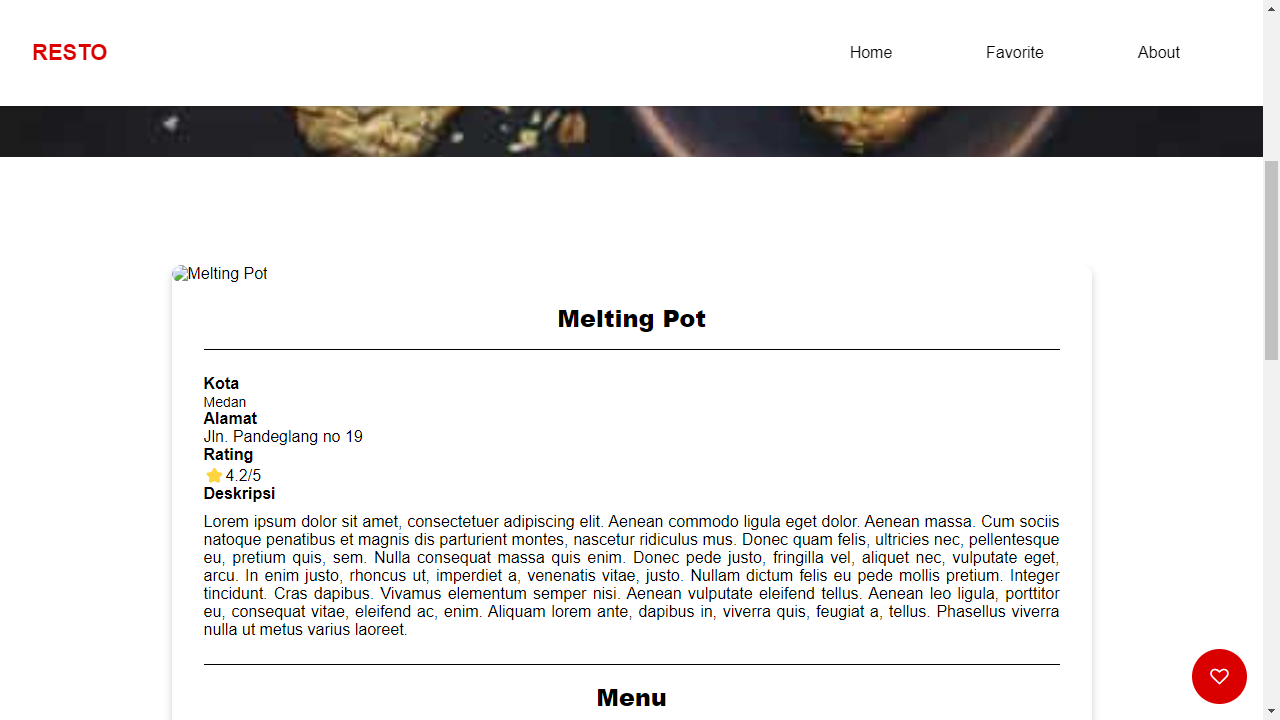 RESTO
Home Favorite About
Melting Pot
Melting Pot
Kota
Medan
Alamat
Jln. Pandeglang no 19
Rating
4.2/5
Deskripsi
Lorem ipsum dolor sit amet, consectetuer adipiscing elit. Aenean commodo ligula eget dolor. Aenean massa. Cum sociis
natoque penatibus et magnis dis parturient montes, nascetur ridiculus mus. Donec quam felis, ultricies nec, pellentesque
eu, pretium quis, sem. Nulla consequat massa quis enim. Donec pede justo, fringilla vel, aliquet nec, vulputate eget,
arcu. In enim justo, rhoncus ut, imperdiet a, venenatis vitae, justo. Nullam dictum felis eu pede mollis pretium. Integer
tincidunt. Cras dapibus. Vivamus elementum semper nisi. Aenean vulputate eleifend tellus. Aenean leo ligula, porttitor
eu, consequat vitae, eleifend ac, enim. Aliquam lorem ante, dapibus in, viverra quis, feugiat a, tellus. Phasellus viverra
nulla ut metus varius laoreet.
Menu